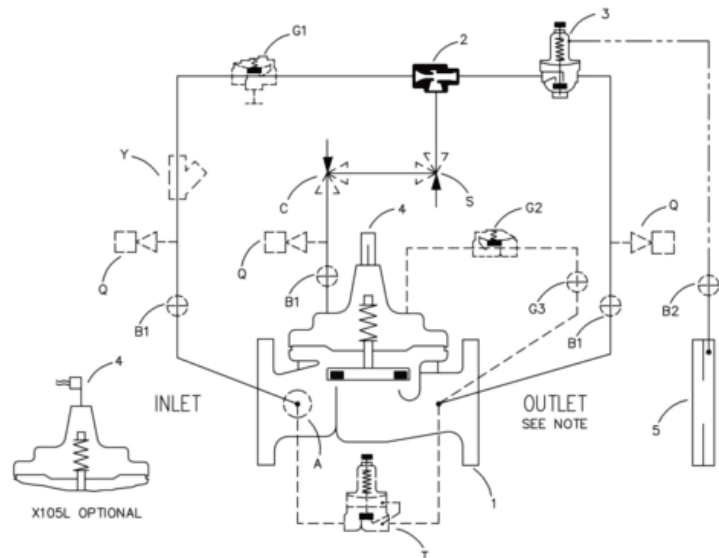 G1
2
3
Y
C
S
4
G2
Q
Q
Q
B1
G3
B2
B1
B1
4
INLET
OUTLET
SEE NOTE
5
A
1
X105L OPTIONAL
T